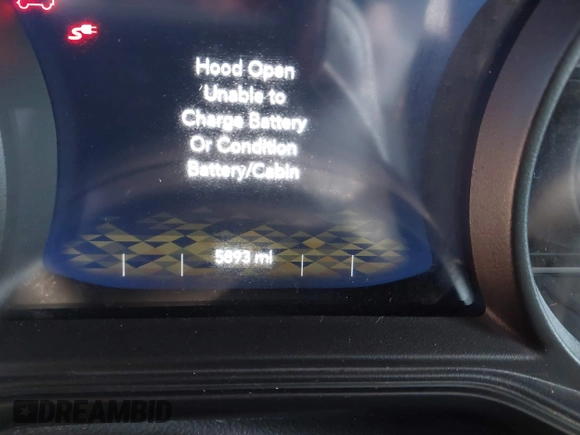 Hood Open
Unable to
Charge Battery
Or Condition
Battery/Cabin
5893 mi
DREAMBID